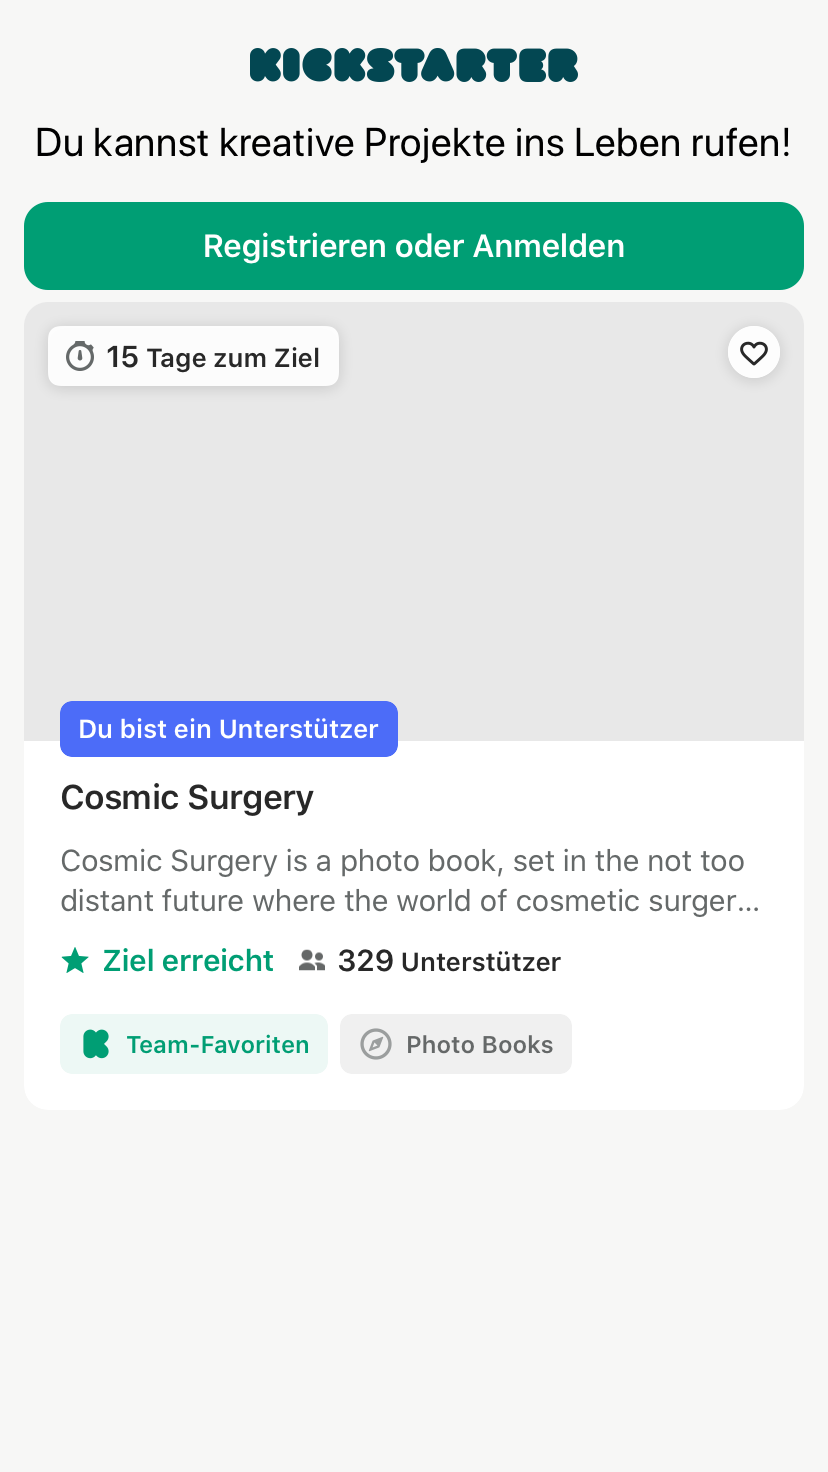 KICKSTARTER
Du kannst kreative Projekte ins Leben rufen!
Registrieren oder Anmelden
15 Tage zum Ziel
Du bist ein Unterstützer
Cosmic Surgery
Cosmic Surgery is a photo book, set in the not too
distant future where the world of cosmetic surger...
Ziel erreicht 329 Unterstützer
Team-Favoriten Photo Books